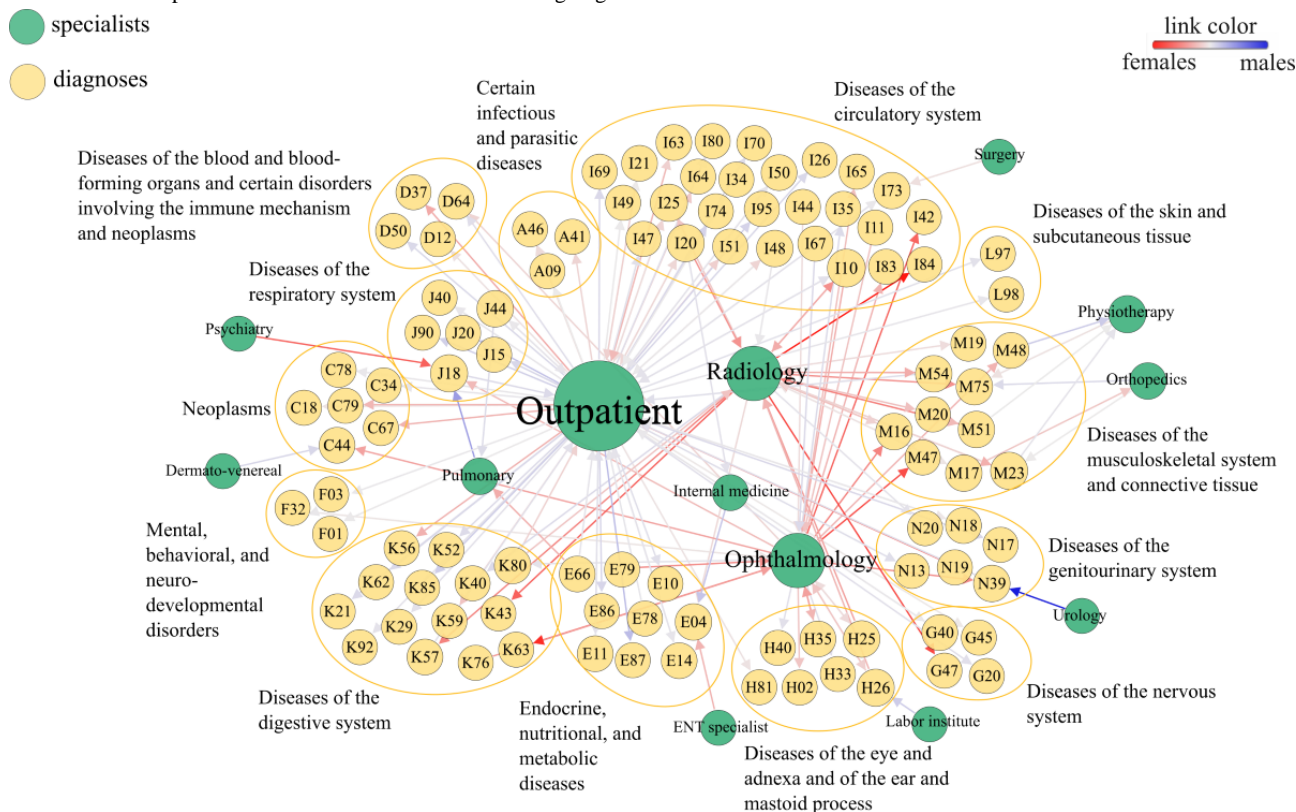 specialists
diagnoses
link color
females males
Certain
infectious
and parasitic
diseases
Diseases of the
circulatory system
Diseases of the blood and blood-
forming organs and certain disorders
involving the immune mechanism
and neoplasms
Diseases of the
respiratory system
Diseases of the skin and
subcutaneous tissue
Surgery
Psychiatry
Physiotherapy
Orthopedics
Radiology
Outpatient
Neoplasms
Dermato-venereal
Pulmonary
Internal medicine
Ophthalmology
Diseases of the
musculoskeletal system
and connective tissue
Mental,
behavioral, and
neuro-
developmental
disorders
Diseases of the
genitourinary system
Urology
Diseases of the
digestive system
Endocrine,
nutritional, and
metabolic
diseases
ENT specialist
Labor institute
Diseases of the eye and
adnexa and of the ear and
mastoid process
Diseases of the nervous
system
D37
D64
D50
D12
A46
A41
A09
I69
I21
I63
I80
I70
I64
I34
I50
I26
I65
I73
I49
I25
I74
I95
I44
I35
I11
I42
I47
I20
I51
I48
I67
I10
I83
I84
L97
L98
J40
J44
J90
J20
J15
J18
C78
C34
C18
C79
C67
C44
F03
F32
F01
M19
M48
M54
M75
M20
M51
M16
M47
M17
M23
N20
N18
N17
N13
N19
N39
G40
G45
G47
G20
K56
K52
K80
K62
K85
K40
K21
K29
K59
K43
K92
K57
K76
K63
E66
E79
E10
E86
E78
E04
E11
E87
E14
H40
H35
H25
H81
H02
H33
H26